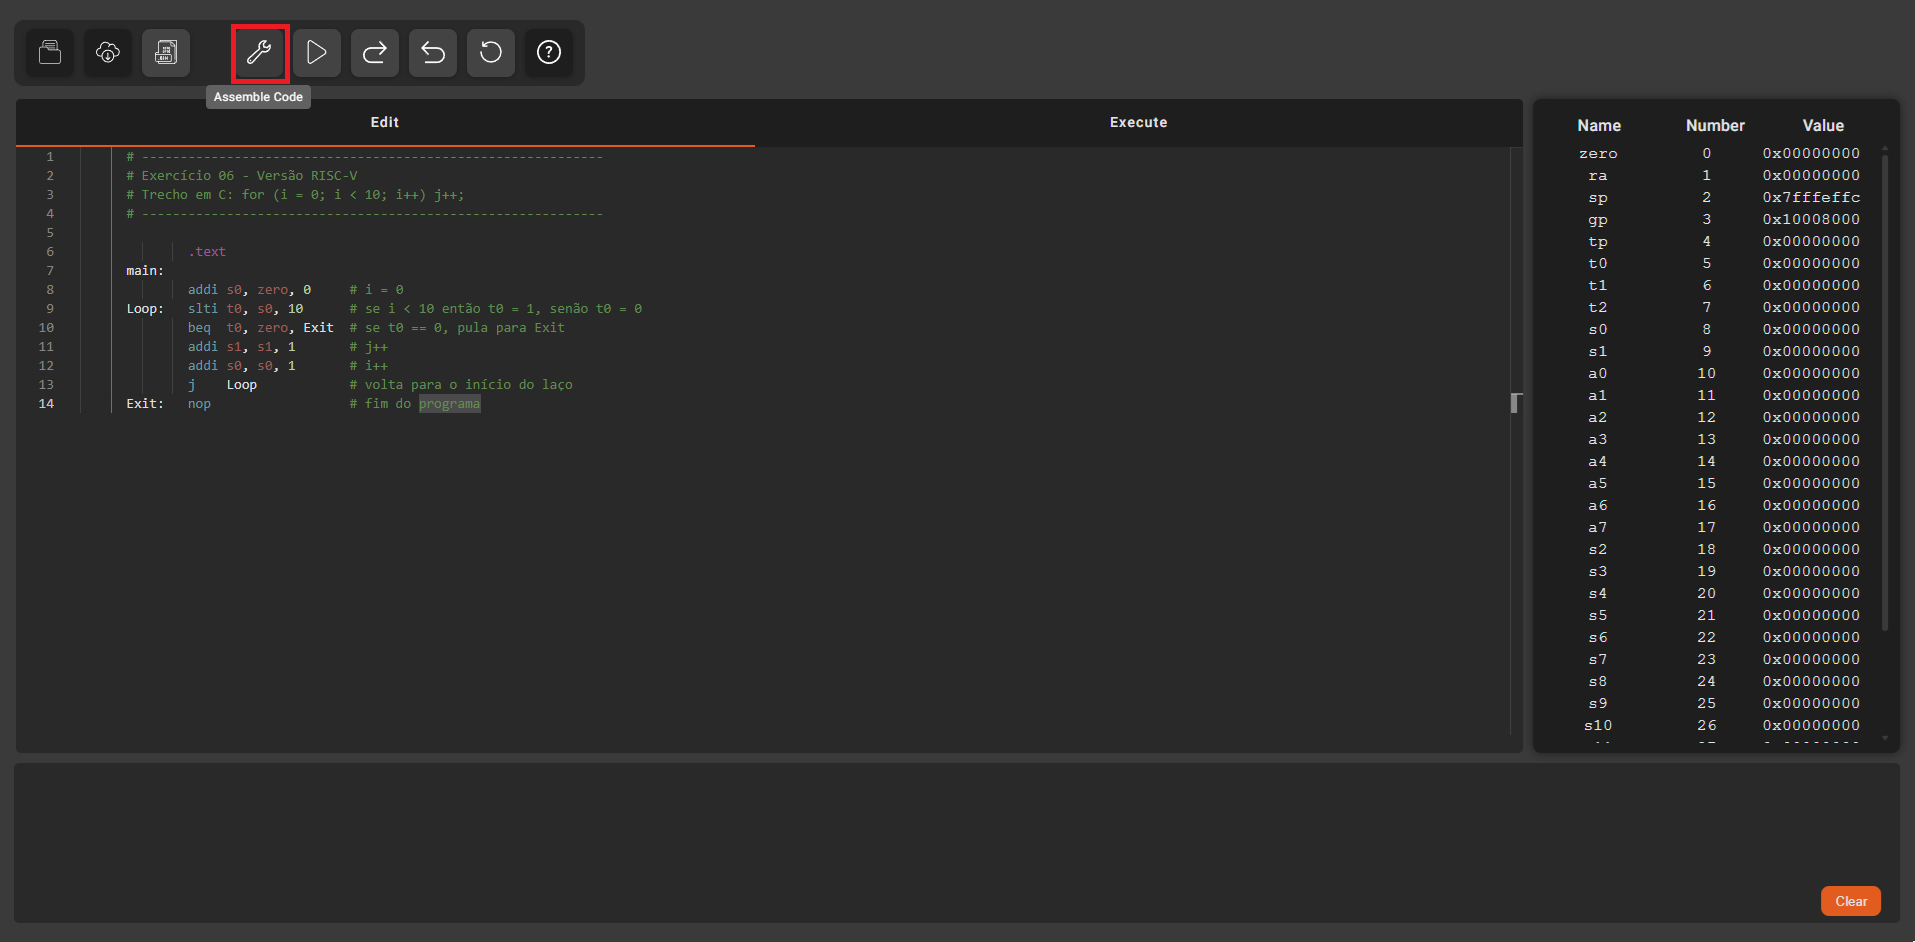 Assemble Code
Edit
Execute
1 # ------------------------------------------------------------
2 # Exercício 06 - Versão RISC-V
3 # Trecho em C: for (i = 0; i < 10; i++) j++;
4 # ------------------------------------------------------------
5
6 .text
7 main:
8 addi s0, zero, 0 # i = 0
9 Loop: slti t0, s0, 10 # se i < 10 então t0 = 1, senão t0 = 0
10 beq t0, zero, Exit # se t0 == 0, pula para Exit
11 addi s1, s1, 1 # j++
12 addi s0, s0, 1 # i++
13 j Loop # volta para o início do laço
14 Exit: nop # fim do programa
Name Number Value
zero 0 0x00000000
ra 1 0x00000000
sp 2 0x7fffeffc
gp 3 0x10008000
tp 4 0x00000000
t0 5 0x00000000
t1 6 0x00000000
t2 7 0x00000000
s0 8 0x00000000
s1 9 0x00000000
a0 10 0x00000000
a1 11 0x00000000
a2 12 0x00000000
a3 13 0x00000000
a4 14 0x00000000
a5 15 0x00000000
a6 16 0x00000000
a7 17 0x00000000
s2 18 0x00000000
s3 19 0x00000000
s4 20 0x00000000
s5 21 0x00000000
s6 22 0x00000000
s7 23 0x00000000
s8 24 0x00000000
s9 25 0x00000000
s10 26 0x00000000
Clear